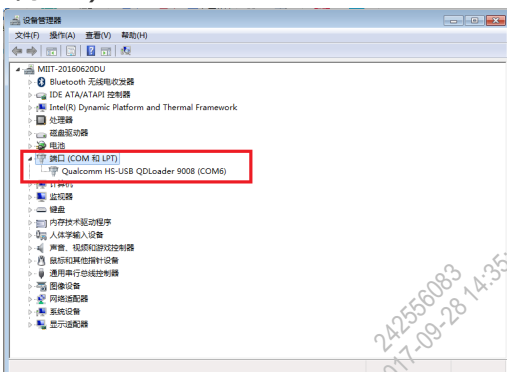 设备管理器
文件(F) 操作(A) 查看(V) 帮助(H)
MIIT-20160620DU
Bluetooth 无线电收发器
IDE ATA/ATAPI 控制器
Intel(R) Dynamic Platform and Thermal Framework
处理器
磁盘驱动器
电池
端口 (COM 和 LPT)
Qualcomm HS-USB QDLoader 9008 (COM6)
计算机
监视器
键盘
内存技术驱动程序
人体学输入设备
声音、视频和游戏控制器
鼠标和其他指针设备
通用串行总线控制器
图像设备
网络适配器
系统设备
显示适配器
242556083
017-09-28 14:35